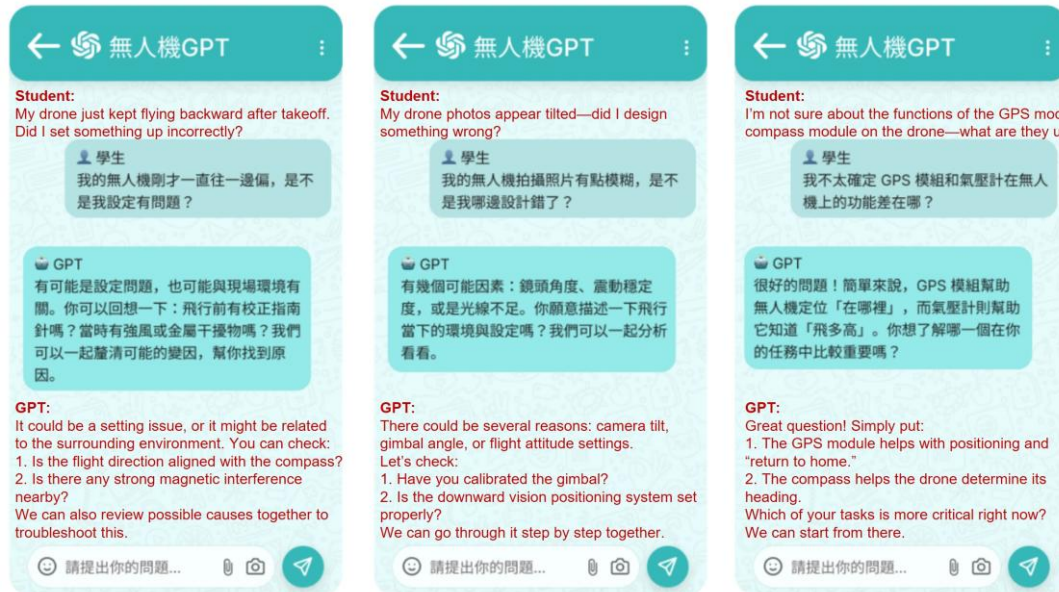 無人機GPT
Student:
My drone just kept flying backward after takeoff.
Did I set something up incorrectly?
學生
我的無人機剛才一直往一邊偏，是不
是我設定有問題？
GPT
有可能是設定問題，也可能與現場環境有
關。你可以回想一下：飛行前有校正指南
針嗎？當時有強風或金屬干擾物嗎？我們
可以一起釐清可能的變因，幫你找到原
因。
GPT:
It could be a setting issue, or it might be related
to the surrounding environment. You can check:
1. Is the flight direction aligned with the compass?
2. Is there any strong magnetic interference
nearby?
We can also review possible causes together to
troubleshoot this.
請提出你的問題...
無人機GPT
Student:
My drone photos appear tilted—did I design
something wrong?
學生
我的無人機拍攝照片有點模糊，是不
是我哪邊設計錯了？
GPT
有幾個可能因素：鏡頭角度、震動穩定
度，或是光線不足。你願意描述一下飛行
當下的環境與設定嗎？我們可以一起分析
看看。
GPT:
There could be several reasons: camera tilt,
gimbal angle, or flight attitude settings.
Let's check:
1. Have you calibrated the gimbal?
2. Is the downward vision positioning system set
properly?
We can go through it step by step together.
請提出你的問題...
無人機GPT
Student:
I'm not sure about the functions of the GPS
compass module on the drone—what are they
學生
我不太確定 GPS 模組和氣壓計在無人
機上的功能差在哪？
GPT
很好的問題！簡單來說，GPS 模組幫助
無人機定位「在哪裡」，而氣壓計則幫助
它知道「飛多高」。你想了解哪一個在你
的任務中比較重要嗎？
GPT:
Great question! Simply put:
1. The GPS module helps with positioning and
“return to home.”
2. The compass helps the drone determine its
heading.
Which of your tasks is more critical right now?
We can start from there.
請提出你的問題...